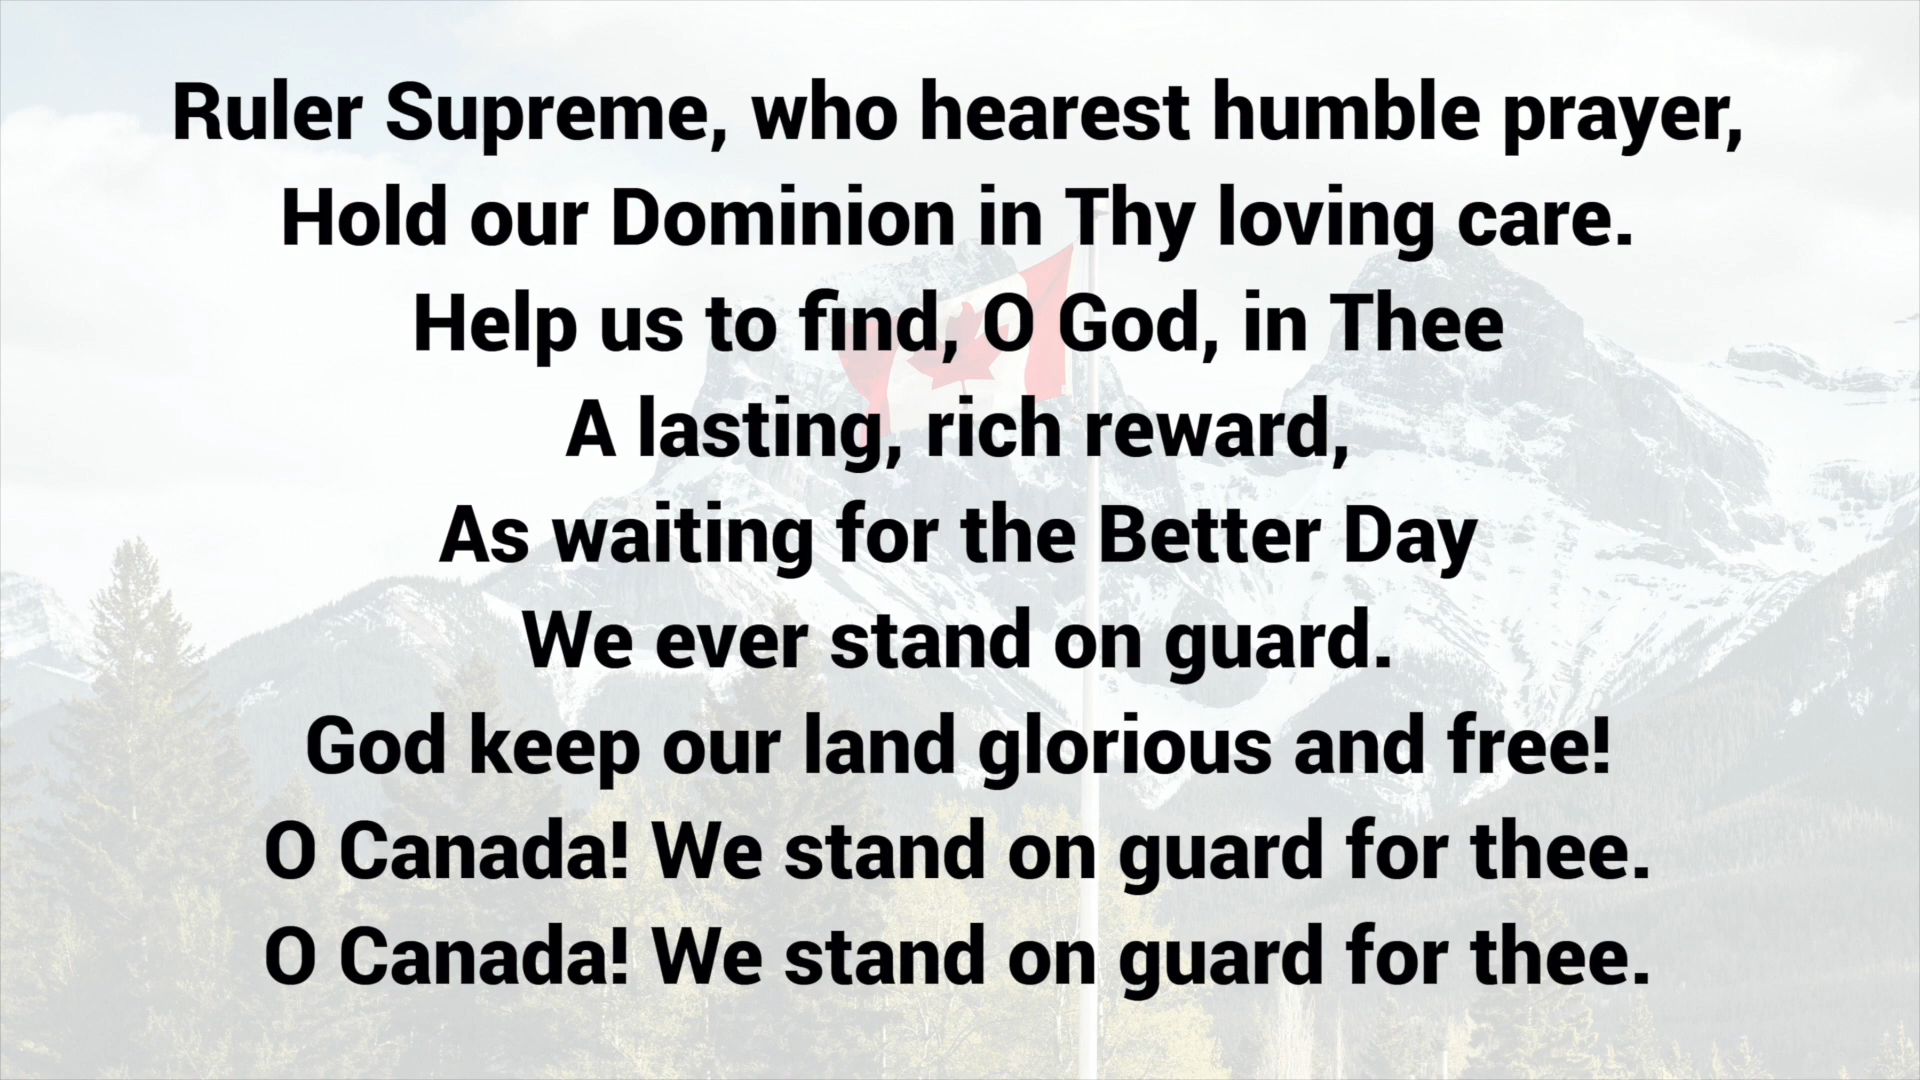 Ruler Supreme, who hearest humble prayer,
Hold our Dominion in Thy loving care.
Help us to find, O God, in Thee
A lasting, rich reward,
As waiting for the Better Day
We ever stand on guard.
God keep our land glorious and free!
O Canada! We stand on guard for thee.
O Canada! We stand on guard for thee.